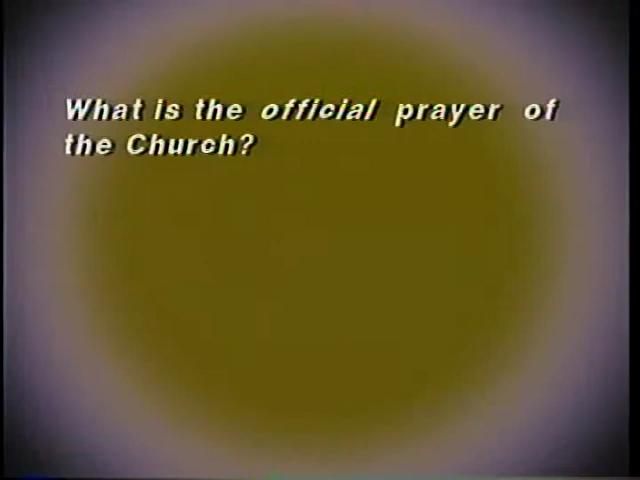 What is the official prayer of
the Church?